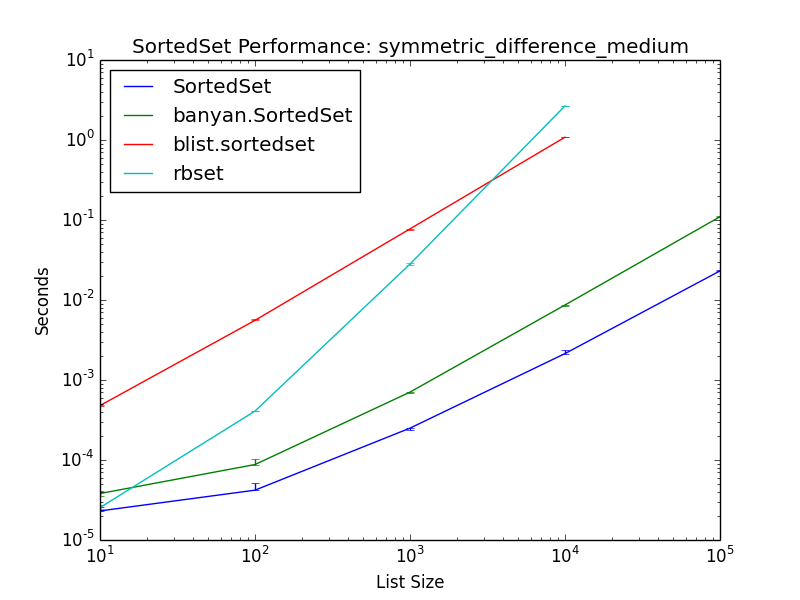 SortedSet Performance: symmetric_difference_medium
10^1
10^0
10^-1
10^-2
10^-3
10^-4
10^-5
Seconds
SortedSet
banyan.SortedSet
blist.sortedset
rbset
10^1 10^2 10^3 10^4 10^5
List Size